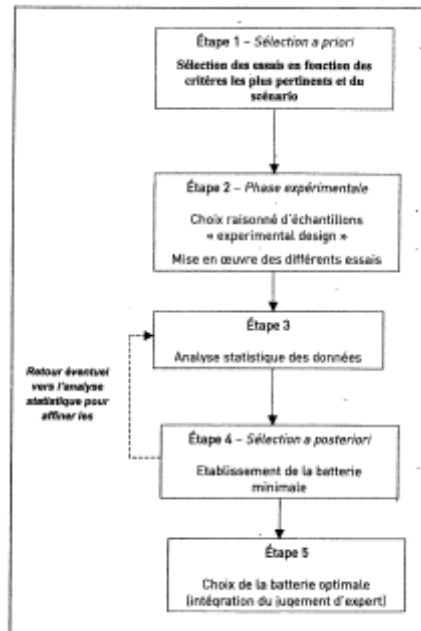 Étape 1 – Sélection a priori
Sélection des essais en fonction des
critères les plus pertinents et du
scénario
Étape 2 – Phase expérimentale
Choix raisonné d'échantillons
« experimental design »
Mise en œuvre des différents essais
Étape 3
Analyse statistique des données
Retour éventuel
vers l'analyse
statistique pour
affiner les
Étape 4 – Sélection a posteriori
Etablissement de la batterie
minimale
Étape 5
Choix de la batterie optimale
(intégration du jugement d'expert)